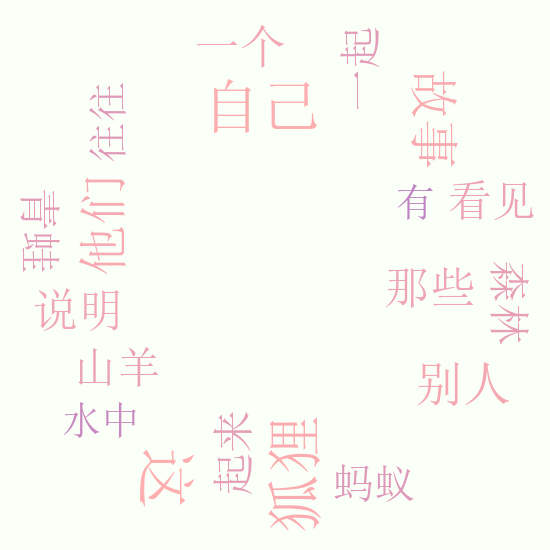 一个
一起
自己
故事
往往
有
看见
他们
青蛙
那些
森林
说明
山羊
别人
水中
起来
狐狸
这
蚂蚁